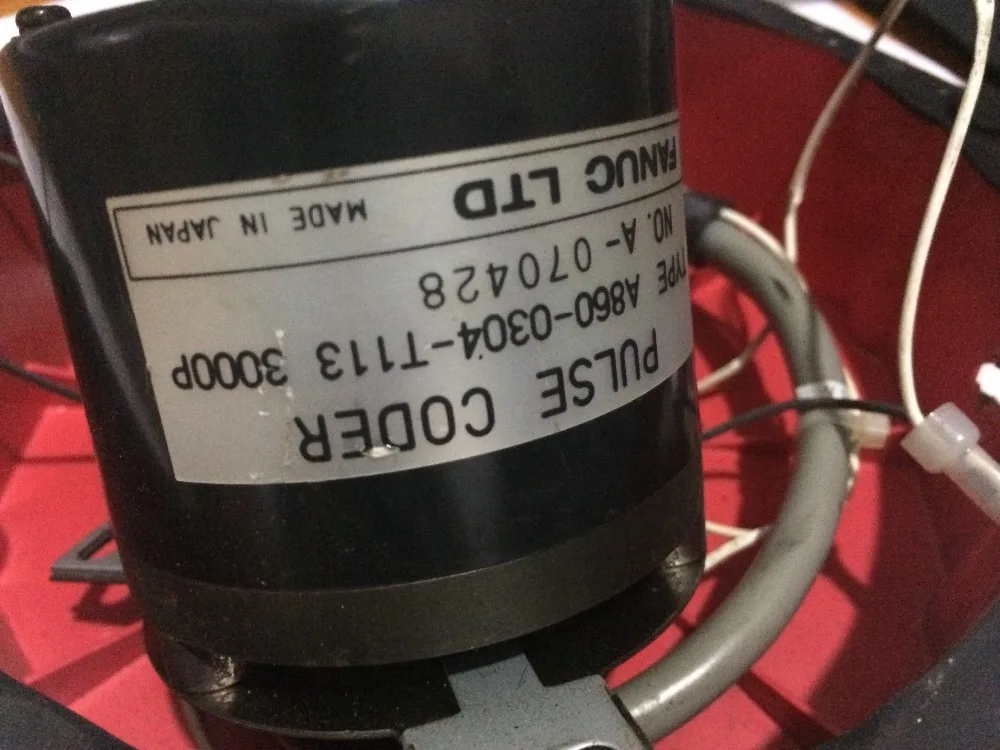 PULSE CODER
TYPE A860-0304-T113 3000P
NO. A-070428
FANUC LTD MADE IN JAPAN